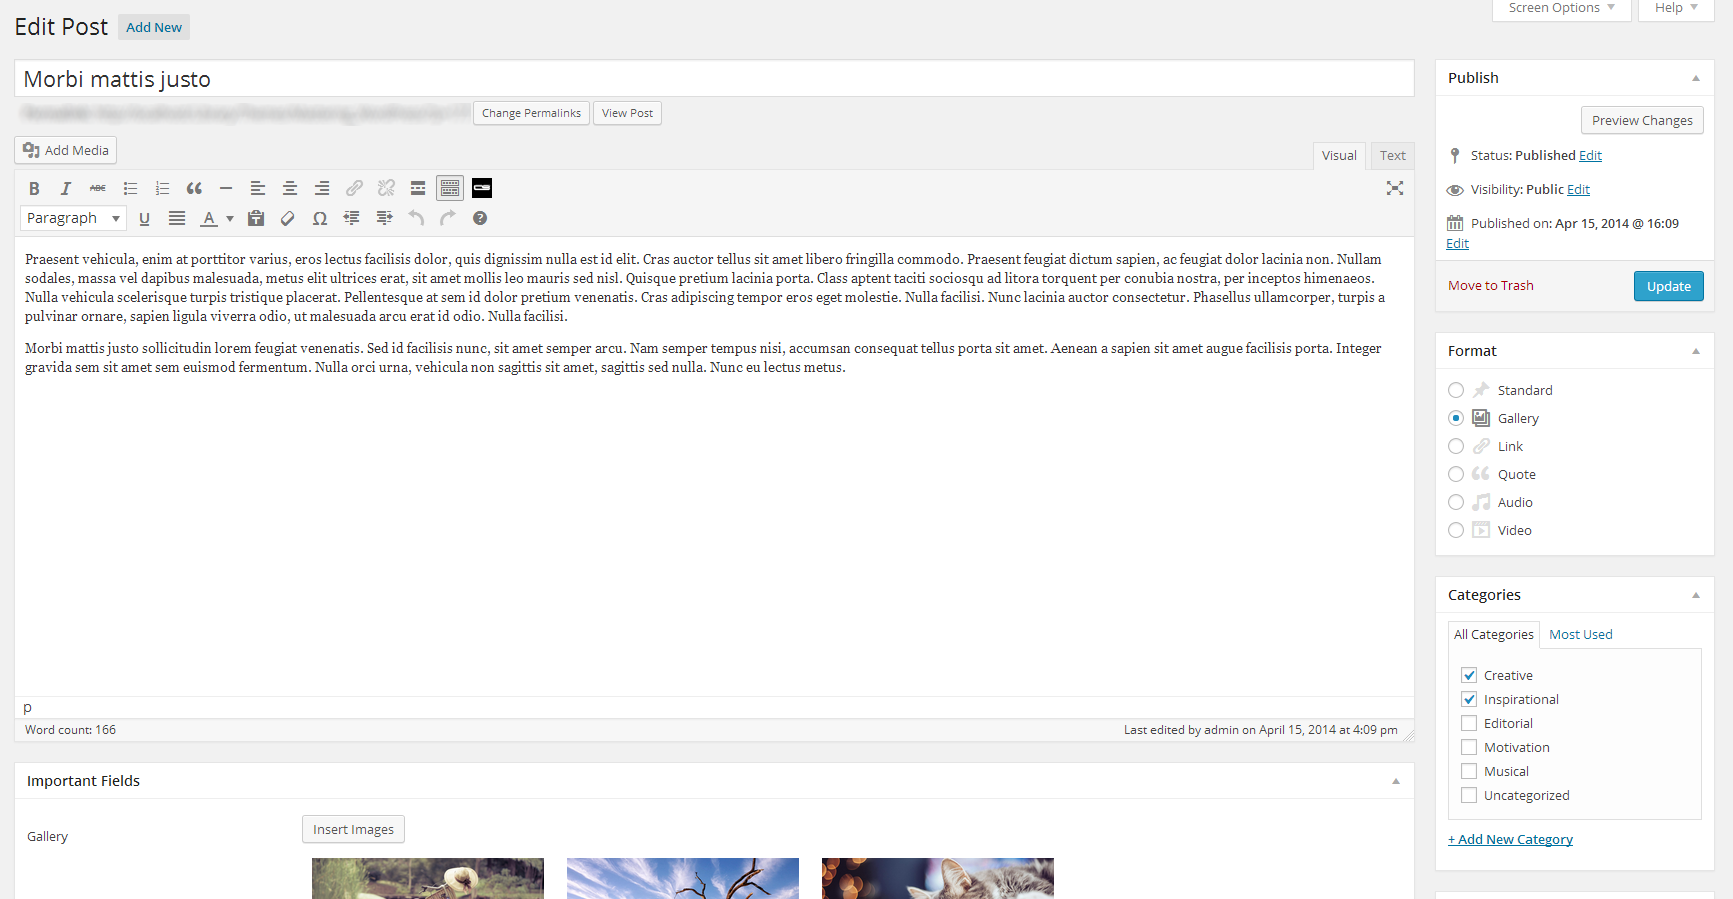 Screen Options
Help
Edit Post
Add New
Morbi mattis justo
Change Permalinks
View Post
Add Media
Visual
Text
B I ABC
Paragraph
U A Ω
Praesent vehicula, enim at porttitor varius, eros lectus facilisis dolor, quis dignissim nulla est id elit. Cras auctor tellus sit amet libero fringilla commodo. Praesent feugiat dictum sapien, ac feugiat dolor lacinia non. Nullam
sodales, massa vel dapibus malesuada, metus elit ultrices erat, sit amet mollis leo mauris sed nisl. Quisque pretium lacinia porta. Class aptent taciti sociosqu ad litora torquent per conubia nostra, per inceptos himenaeos.
Nulla vehicula scelerisque turpis tristique placerat. Pellentesque at sem id dolor pretium venenatis. Cras adipiscing tempor eros eget molestie. Nulla facilisi. Nunc lacinia auctor consectetur. Phasellus ullamcorper, turpis a
pulvinar ornare, sapien ligula viverra odio, ut malesuada arcu erat id odio. Nulla facilisi.
Morbi mattis justo sollicitudin lorem feugiat venenatis. Sed id facilisis nunc, sit amet semper arcu. Nam semper tempus nisi, accumsan consequat tellus porta sit amet. Aenean a sapien sit amet augue facilisis porta. Integer
gravida sem sit amet sem euismod fermentum. Nulla orci urna, vehicula non sagittis sit amet, sagittis sed nulla. Nunc eu lectus metus.
p
Word count: 166
Last edited by admin on April 15, 2014 at 4:09 pm
Important Fields
Gallery
Insert Images
Publish
Preview Changes
Status: Published Edit
Visibility: Public Edit
Published on: Apr 15, 2014 @ 16:09
Edit
Move to Trash
Update
Format
Standard
Gallery
Link
Quote
Audio
Video
Categories
All Categories
Most Used
Creative
Inspirational
Editorial
Motivation
Musical
Uncategorized
+ Add New Category